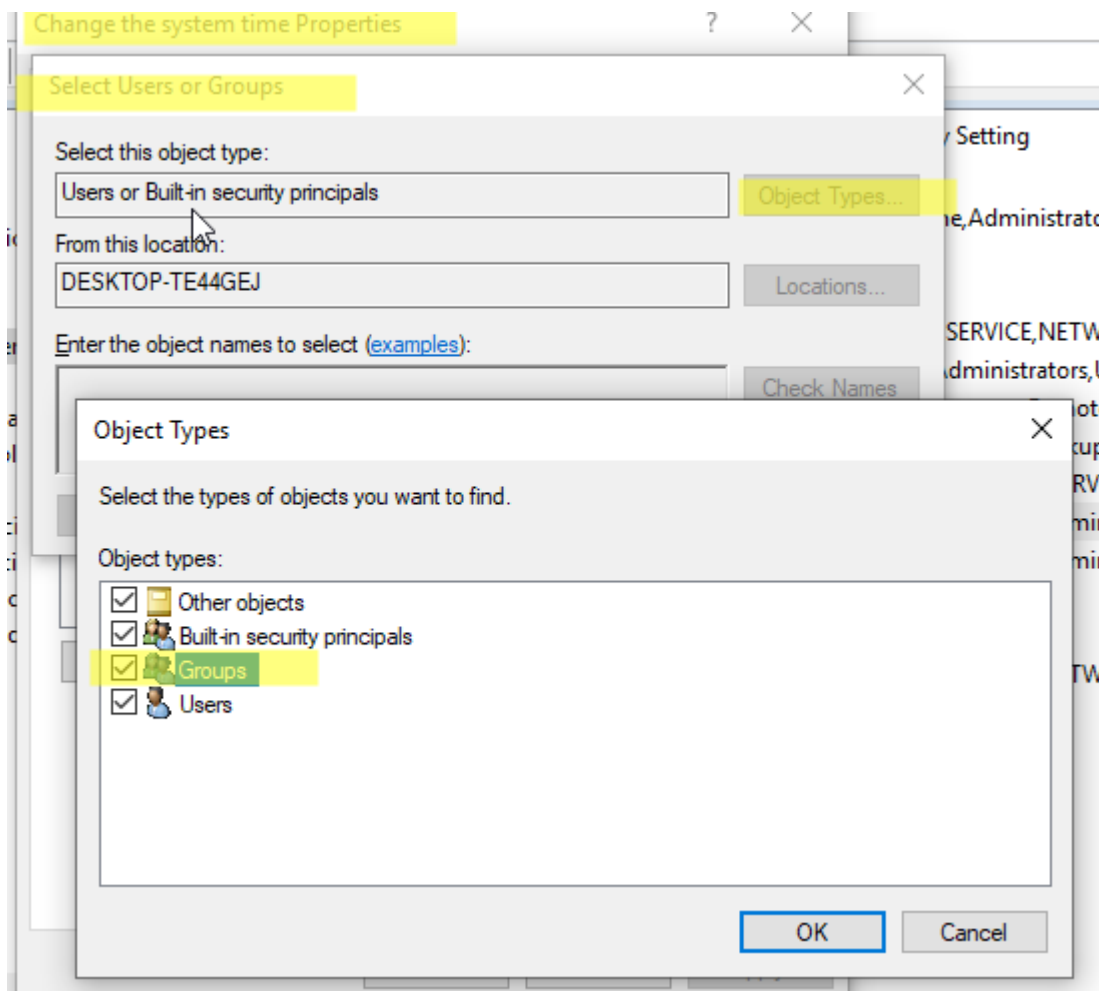 Change the system time Properties
?
Select Users or Groups
Setting
Select this object type:
Users or Built-in security principals
Object Types...
From this location:
DESKTOP-TE44GEJ
Locations...
SERVICE,NETW
Enter the object names to select (examples):
Check Names
Object Types
Select the types of objects you want to find.
Object types:
Other objects
Built-in security principals
Groups
Users
OK
Cancel